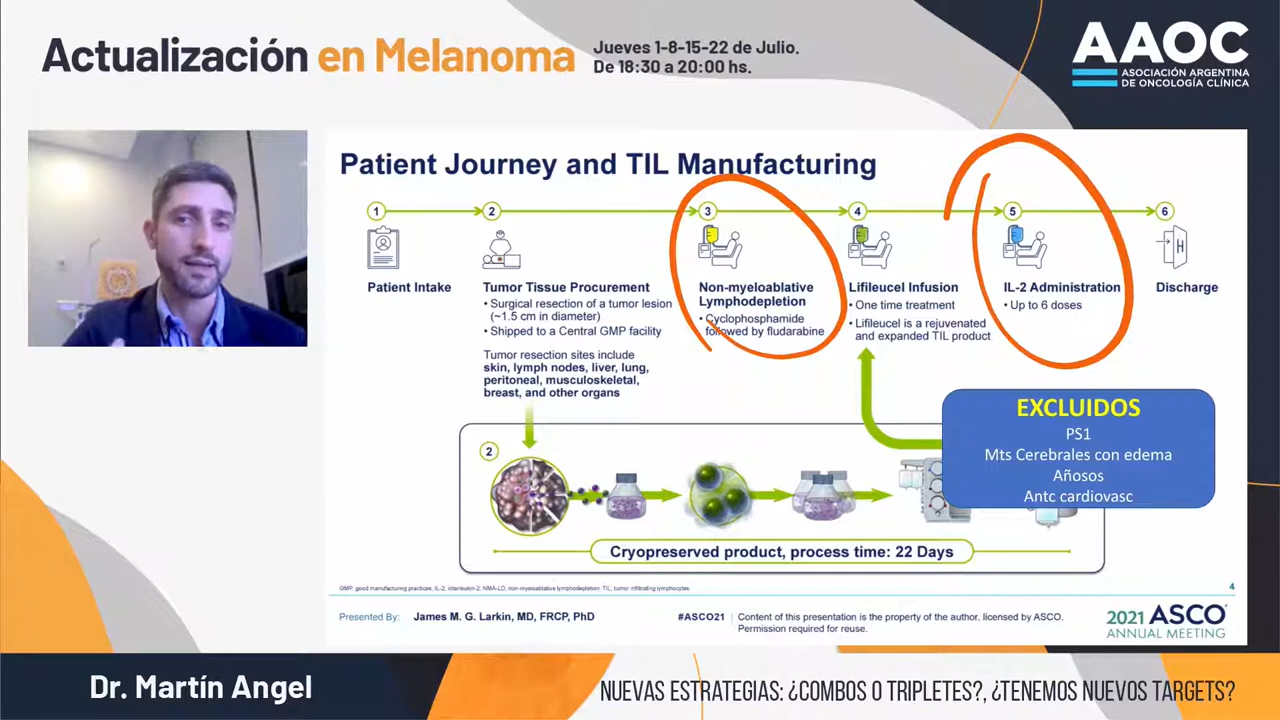 Actualización en Melanoma
Jueves 1-8-15-22 de Julio.
De 18:30 a 20:00 hs.
AAOC
ASOCIACIÓN ARGENTINA
DE ONCOLOGÍA CLÍNICA
Patient Journey and TIL Manufacturing
1
2
3
4
5
6
Patient Intake
Tumor Tissue Procurement
• Surgical resection of a tumor lesion
(~1.5 cm in diameter)
• Shipped to a Central GMP facility
Tumor resection sites include
skin, lymph nodes, liver, lung,
peritoneal, musculoskeletal,
breast, and other organs
Non-myeloablative
Lymphodepletion
• Cyclophosphamide
followed by fludarabine
Lifileucel Infusion
• One time treatment
• Lifileucel is a rejuvenated
and expanded TIL product
IL-2 Administration
• Up to 6 doses
H
Discharge
EXCLUIDOS
PS1
Mts Cerebrales con edema
Añosos
Antc cardiovasc
2
Cryopreserved product, process time: 22 Days
GMP: good manufacturing practices; IL-2, interleukin-2; NMA-LD; non-myeloablative lymphodepletion; TIL; tumor infiltrating lymphocytes.
4
Presented By: James M. G. Larkin, MD, FRCP, PhD
#ASCO21
Content of this presentation is the property of the author, licensed by ASCO.
Permission required for reuse.
2021 ASCO®
ANNUAL MEETING
Dr. Martín Angel
NUEVAS ESTRATEGIAS: ¿COMBOS O TRIPLETES?, ¿TENEMOS NUEVOS TARGETS?